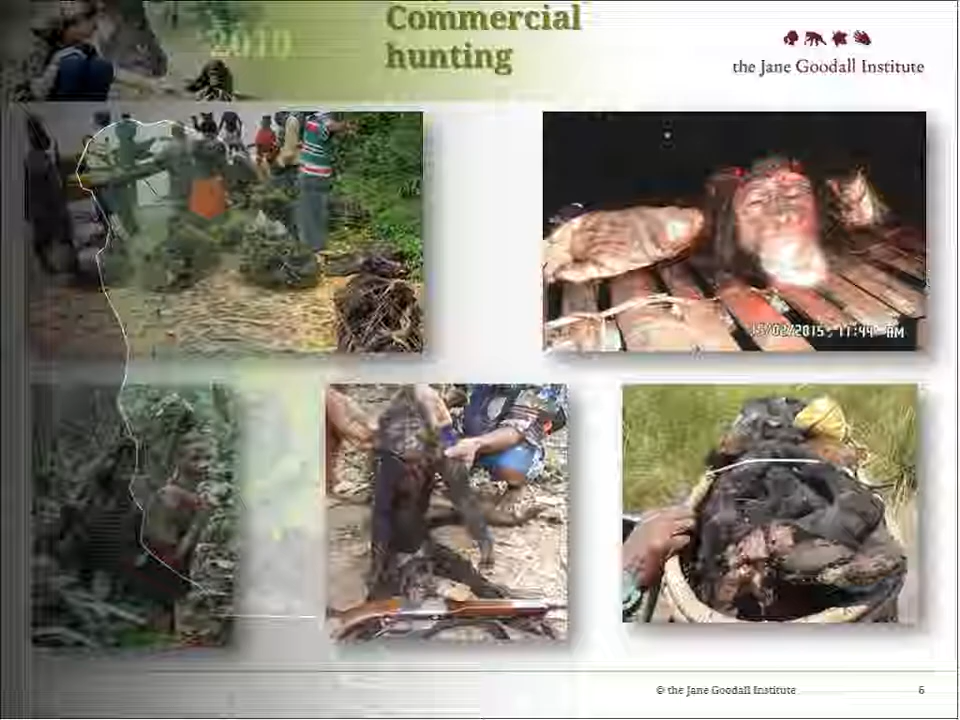 2010
Commercial
hunting
the Jane Goodall Institute
15/02/2015, 11:44 AM
© the Jane Goodall Institute
6